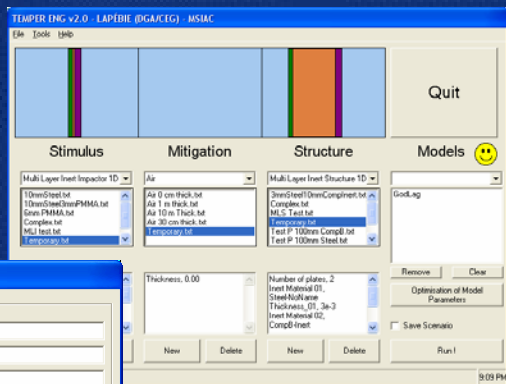 TEMPER ENG v2.0 - LAPÉBIE (DGA/CEG) - MSIAC
File Tools Help
Quit
Stimulus
Mitigation
Structure
Models
Multi Layer Inert Impactor 1D
Air
Multi Layer Inert Structure 1D
10mmSteel.txt
10mmSteel3mmPMMA.txt
6mm PMMA.txt
Complex.txt
MLI test.txt
Temporary.txt
Air 0 cm thick.txt
Air 1 m thick.txt
Air 10 m Thick.txt
Air 30 cm thick.txt
Temporary.txt
3mmSteel10mmCompInert.txt
Complex.txt
MLS Test.txt
Temporary.txt
Test P 100mm CompB.txt
Test P 100mm Steel.txt
GodLag
Remove
Clear
Optimisation of Model
Parameters
Save Scenario
Run !
Thickness, 0.00
Number of plates, 2
Inert Material 01,
Steel-NoName
Thickness_01, 3e-3
Inert Material 02,
CompB-Inert
New
Delete
New
Delete
9:09 PM